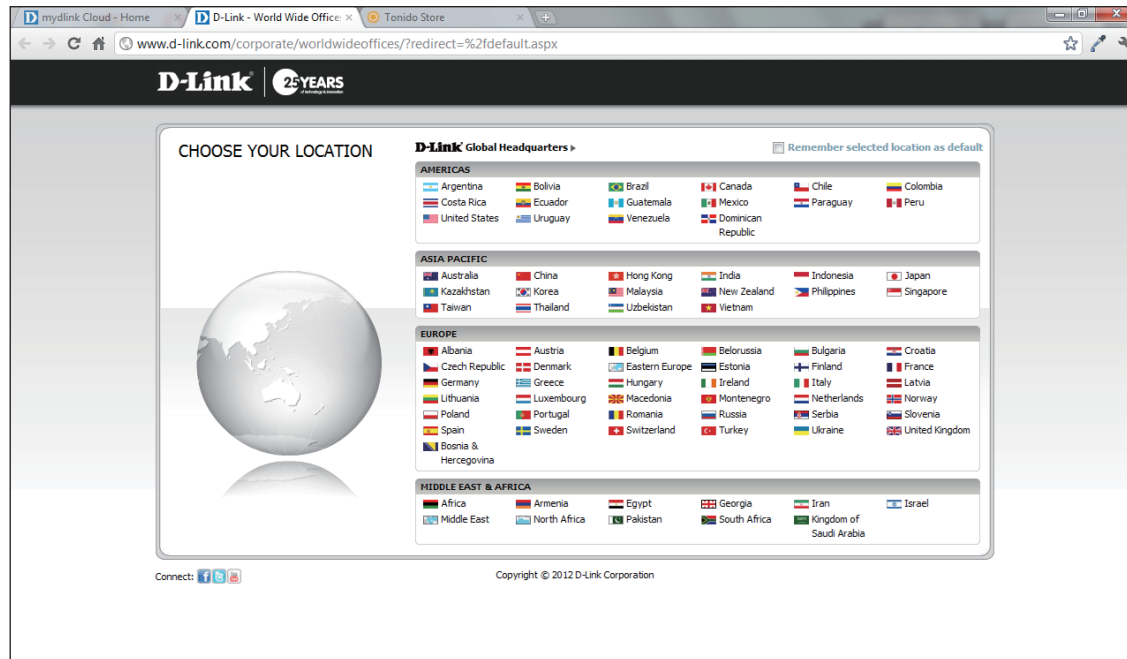 mydlink Cloud - Home
D-Link - World Wide Office
Tonido Store
www.d-link.com/corporate/worldwideoffices/?redirect=%2fdefault.aspx
D-Link 25 YEARS
CHOOSE YOUR LOCATION
D-Link Global Headquarters
Remember selected location as default
AMERICAS
Argentina Bolivia Brazil Canada Chile Colombia
Costa Rica Ecuador Guatemala Mexico Paraguay Peru
United States Uruguay Venezuela Dominican
Republic
ASIA PACIFIC
Australia China Hong Kong India Indonesia Japan
Kazakhstan Korea Malaysia New Zealand Philippines Singapore
Taiwan Thailand Uzbekistan Vietnam
EUROPE
Albania Austria Belgium Belorussia Bulgaria Croatia
Czech Republic Denmark Eastern Europe Estonia Finland France
Germany Greece Hungary Ireland Italy Latvia
Lithuania Luxembourg Macedonia Montenegro Netherlands Norway
Poland Portugal Romania Russia Serbia Slovenia
Spain Sweden Switzerland Turkey Ukraine United Kingdom
Bosnia &
Hercegovina
MIDDLE EAST & AFRICA
Africa Armenia Egypt Georgia Iran Israel
Middle East North Africa Pakistan South Africa Kingdom of
Saudi Arabia
Connect:
Copyright © 2012 D-Link Corporation